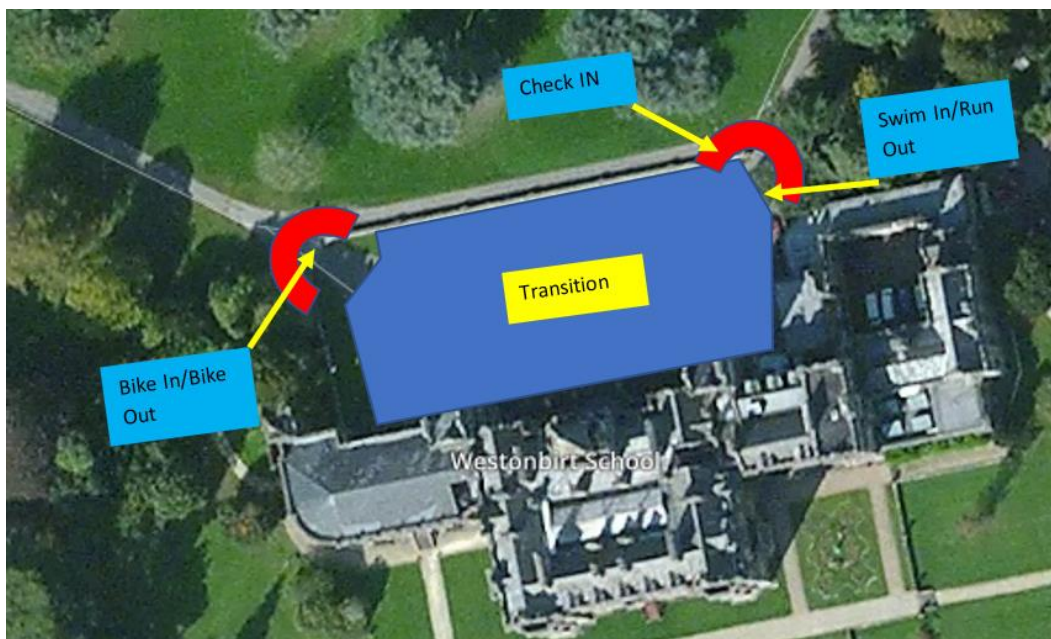 Check IN
Swim In/Run
Out
Transition
Bike In/Bike
Out
Westonbirt School